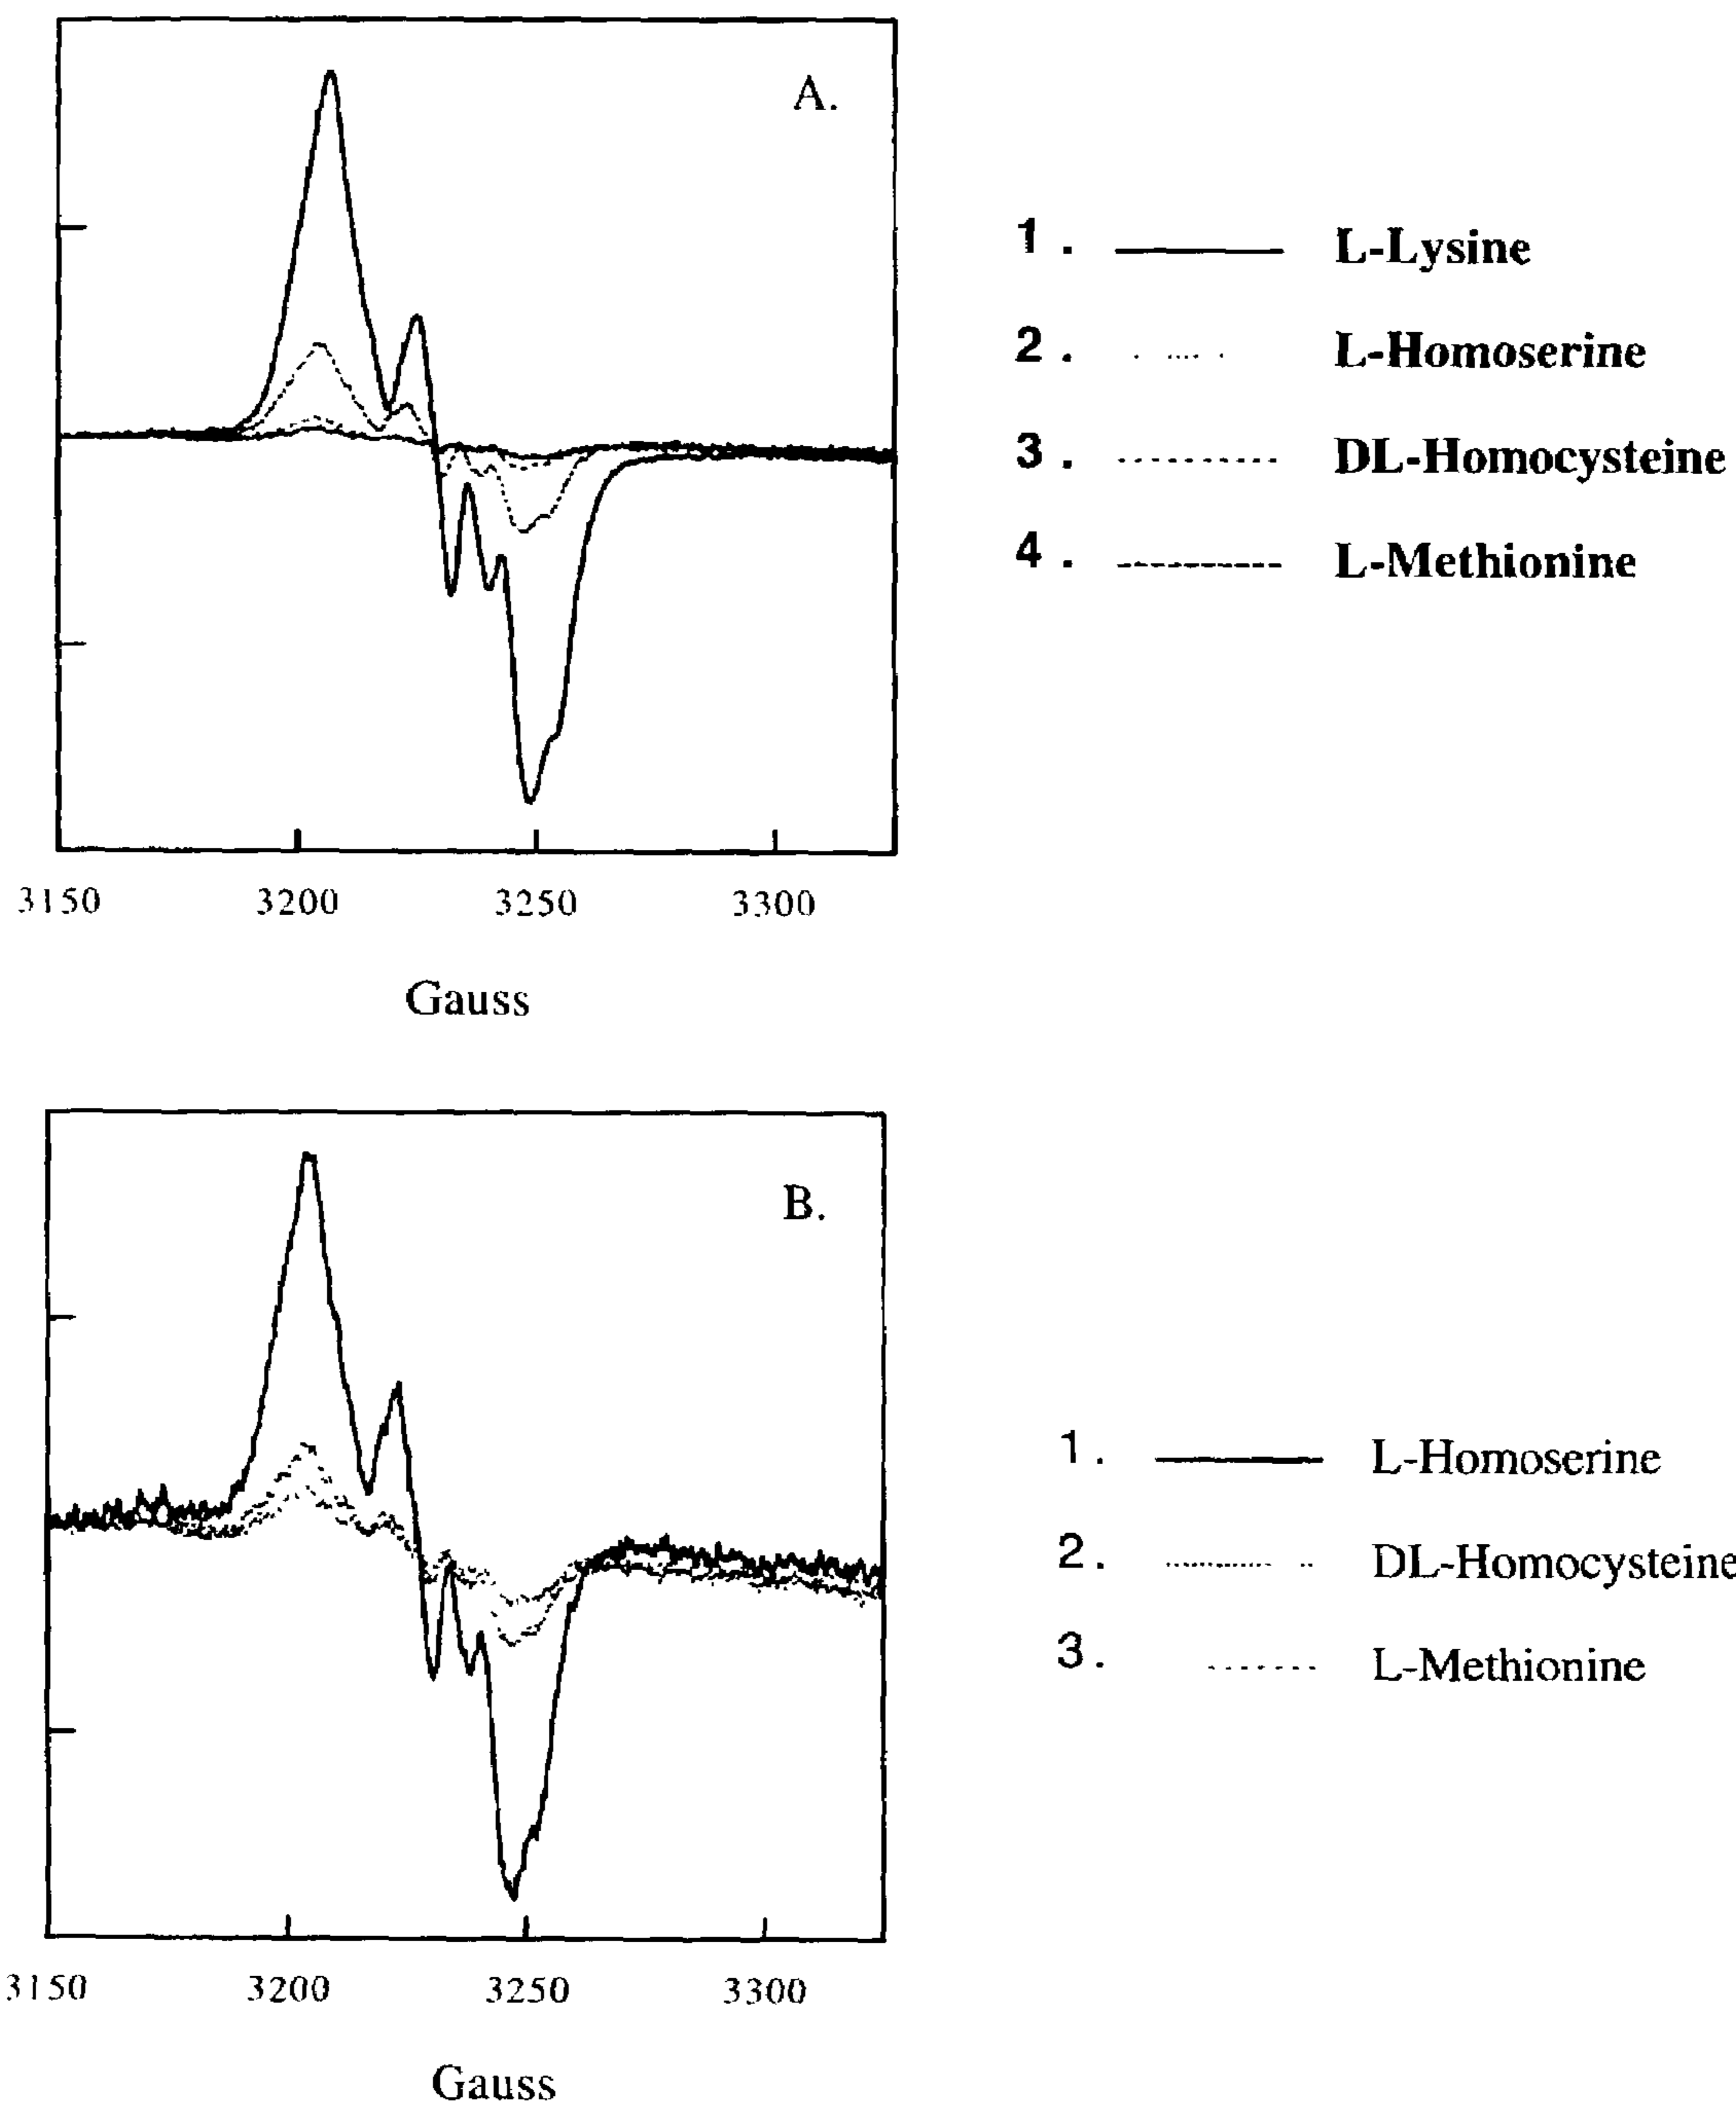 A.
1. L-Lysine
2. L-Homoserine
3. DL-Homocysteine
4. L-Methionine
3150 3200 3250 3300
Gauss
B.
1. L-Homoserine
2. DL-Homocysteine
3. L-Methionine
3150 3200 3250 3300
Gauss